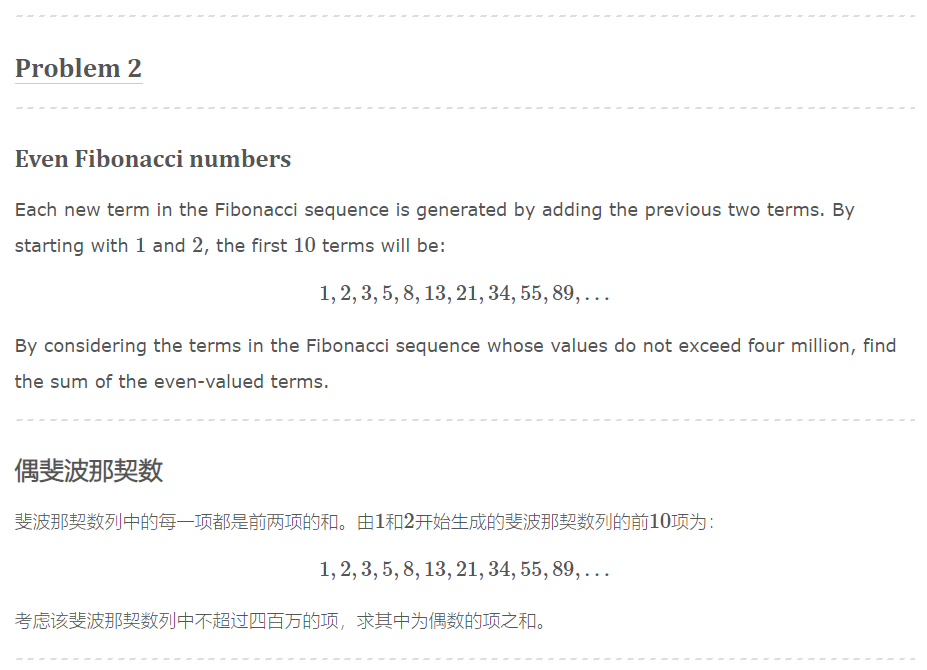 Problem 2
Even Fibonacci numbers
Each new term in the Fibonacci sequence is generated by adding the previous two terms. By
starting with 1 and 2, the first 10 terms will be:
1, 2, 3, 5, 8, 13, 21, 34, 55, 89, . . .
By considering the terms in the Fibonacci sequence whose values do not exceed four million, find
the sum of the even-valued terms.
偶斐波那契数
斐波那契数列中的每一项都是前两项的和。由1和2开始生成的斐波那契数列的前10项为：
1, 2, 3, 5, 8, 13, 21, 34, 55, 89, . . .
考虑该斐波那契数列中不超过四百万的项，求其中为偶数的项之和。